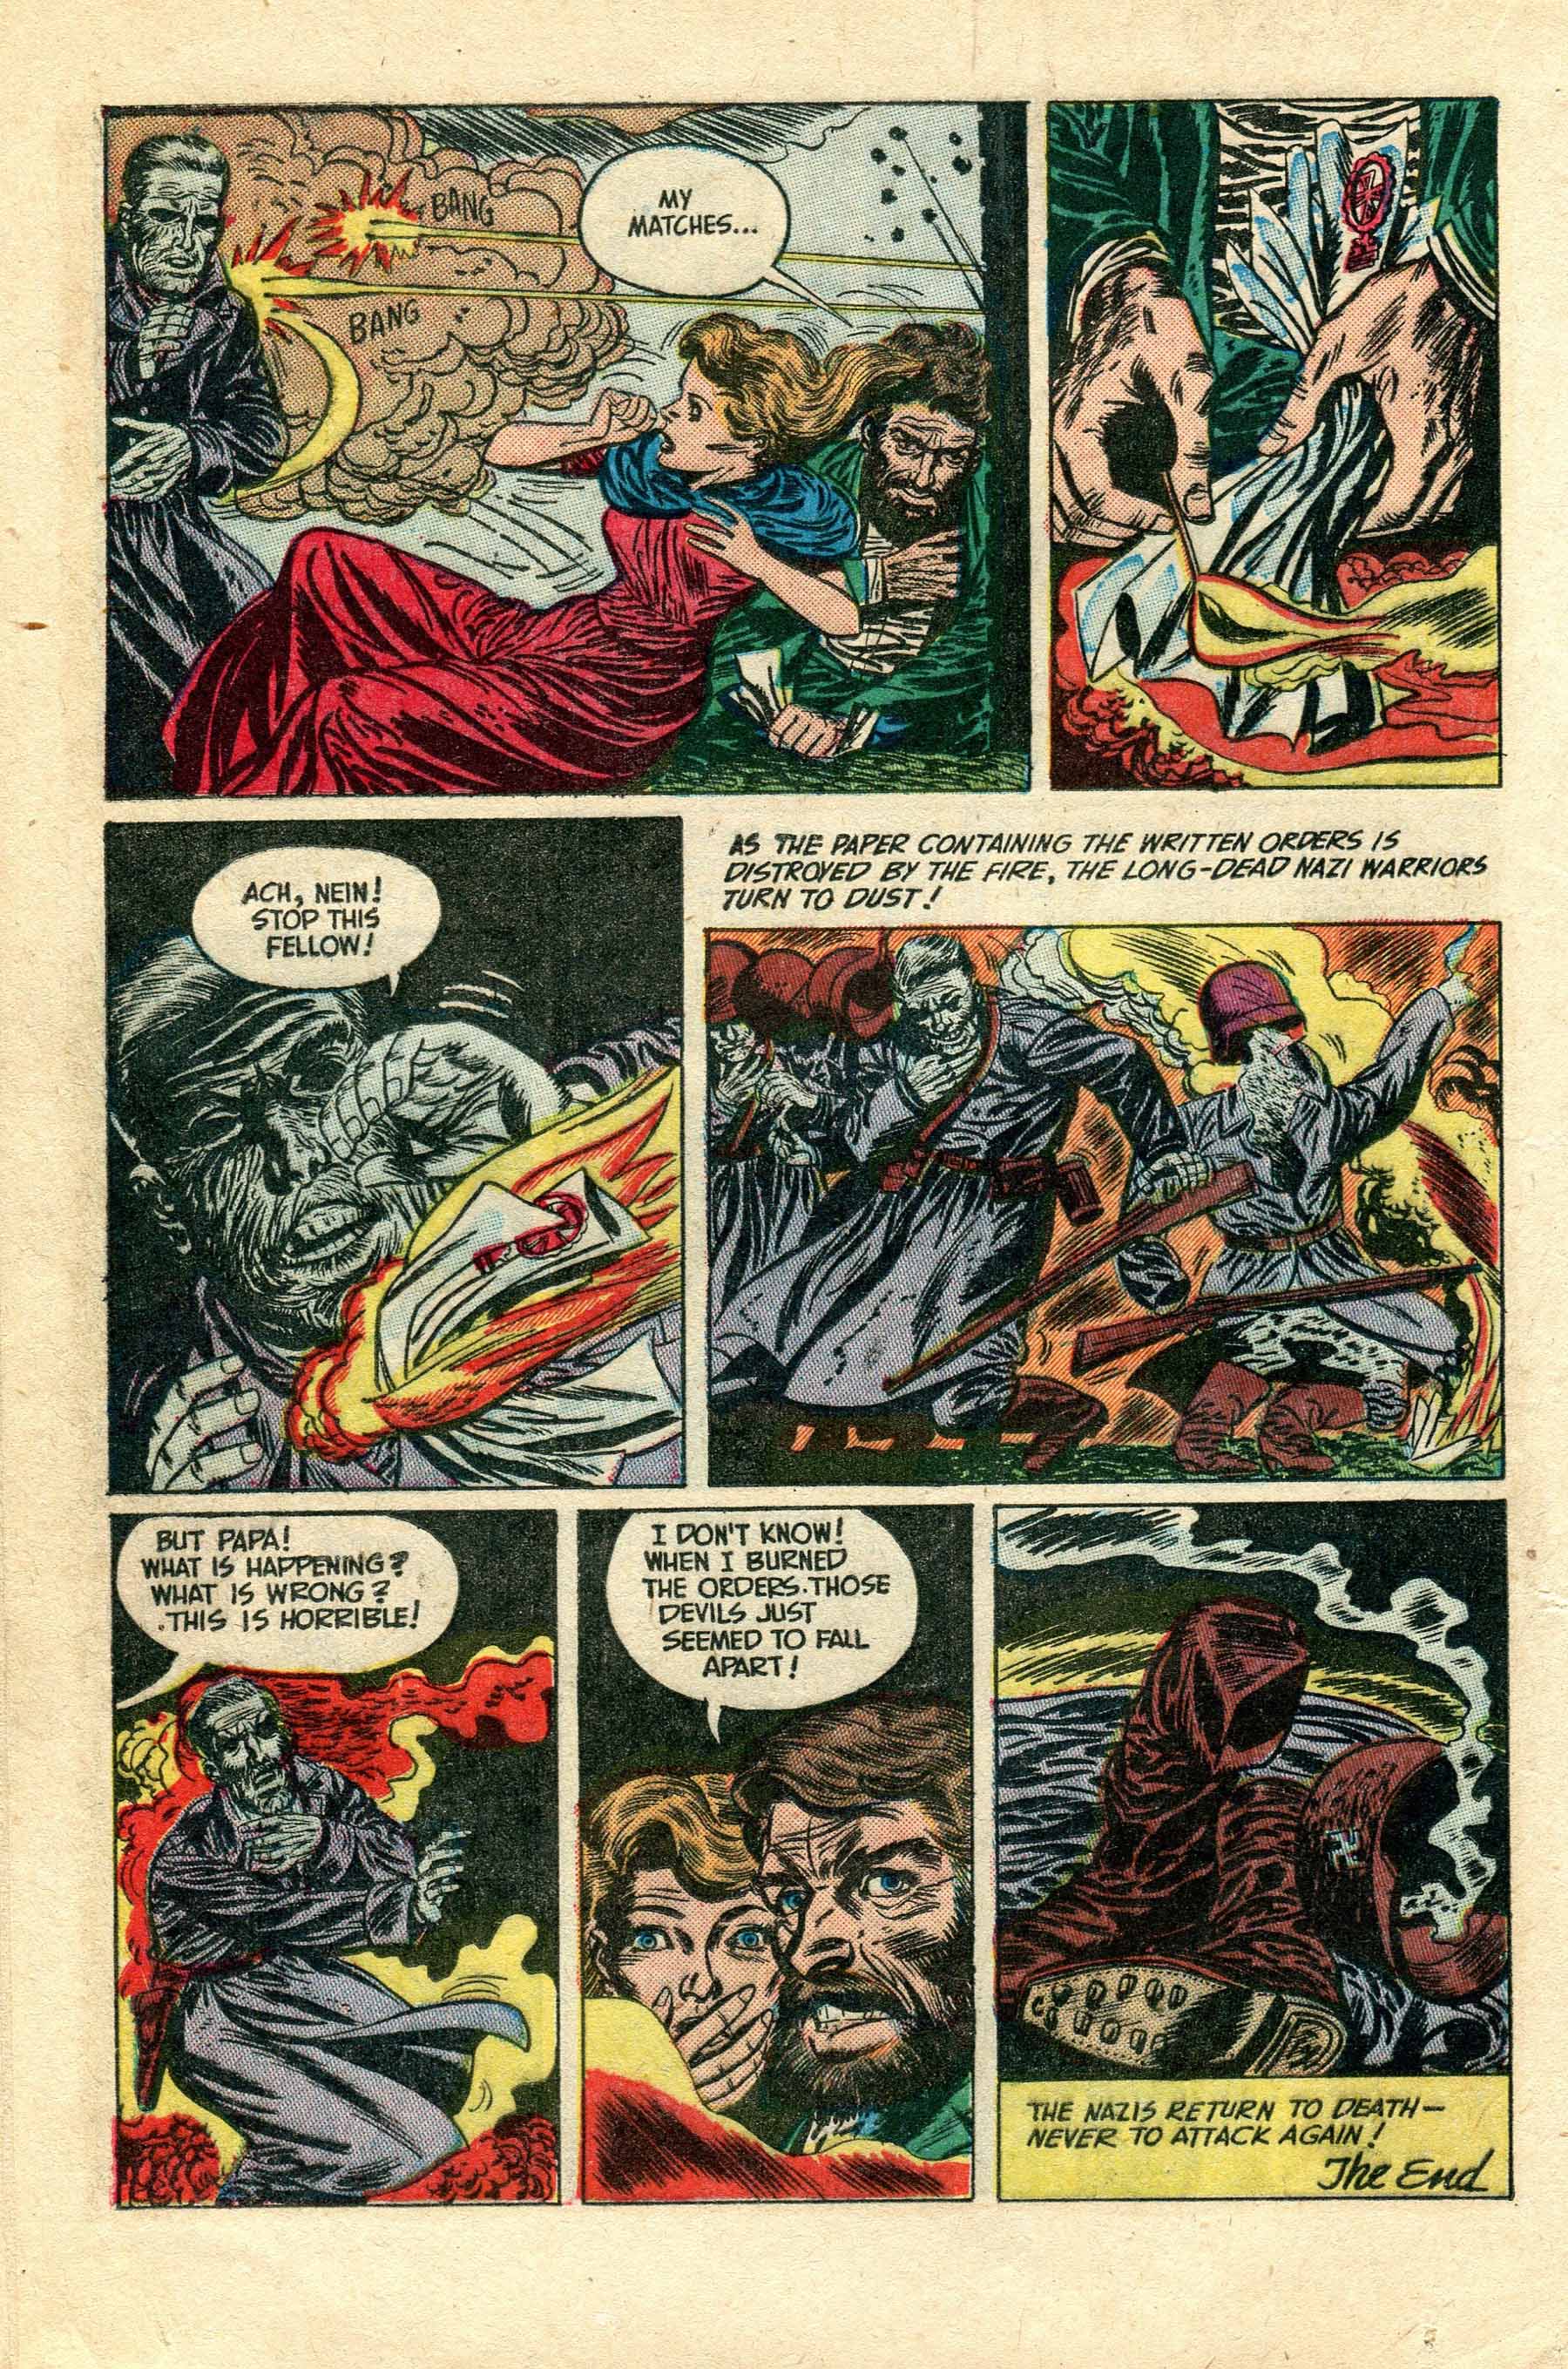 BANG
BANG
MY
MATCHES...
ACH, NEIN!
STOP THIS
FELLOW!
AS THE PAPER CONTAINING THE WRITTEN ORDERS IS
DISTROYED BY THE FIRE, THE LONG-DEAD NAZI WARRIORS
TURN TO DUST!
BUT PAPA!
WHAT IS HAPPENING?
WHAT IS WRONG?
THIS IS HORRIBLE!
I DON'T KNOW!
WHEN I BURNED
THE ORDERS. THOSE
DEVILS JUST
SEEMED TO FALL
APART!
THE NAZIS RETURN TO DEATH—
NEVER TO ATTACK AGAIN!
The End